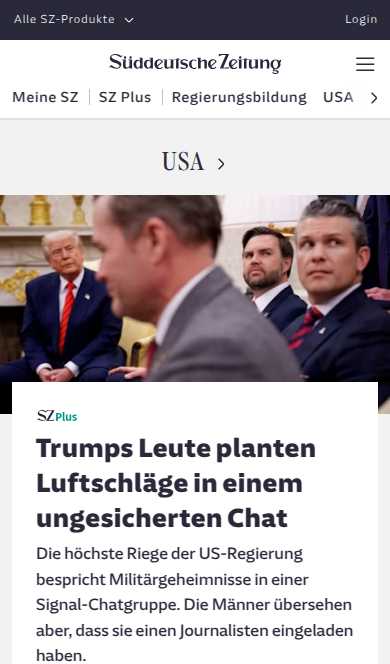 Alle SZ-Produkte
Login
Süddeutsche Zeitung
Meine SZ
SZ Plus
Regierungsbildung
USA
USA
SZ Plus
Trumps Leute planten
Luftschläge in einem
ungesicherten Chat
Die höchste Riege der US-Regierung
bespricht Militärgeheimnisse in einer
Signal-Chatgruppe. Die Männer übersehen
aber, dass sie einen Journalisten eingeladen
haben.